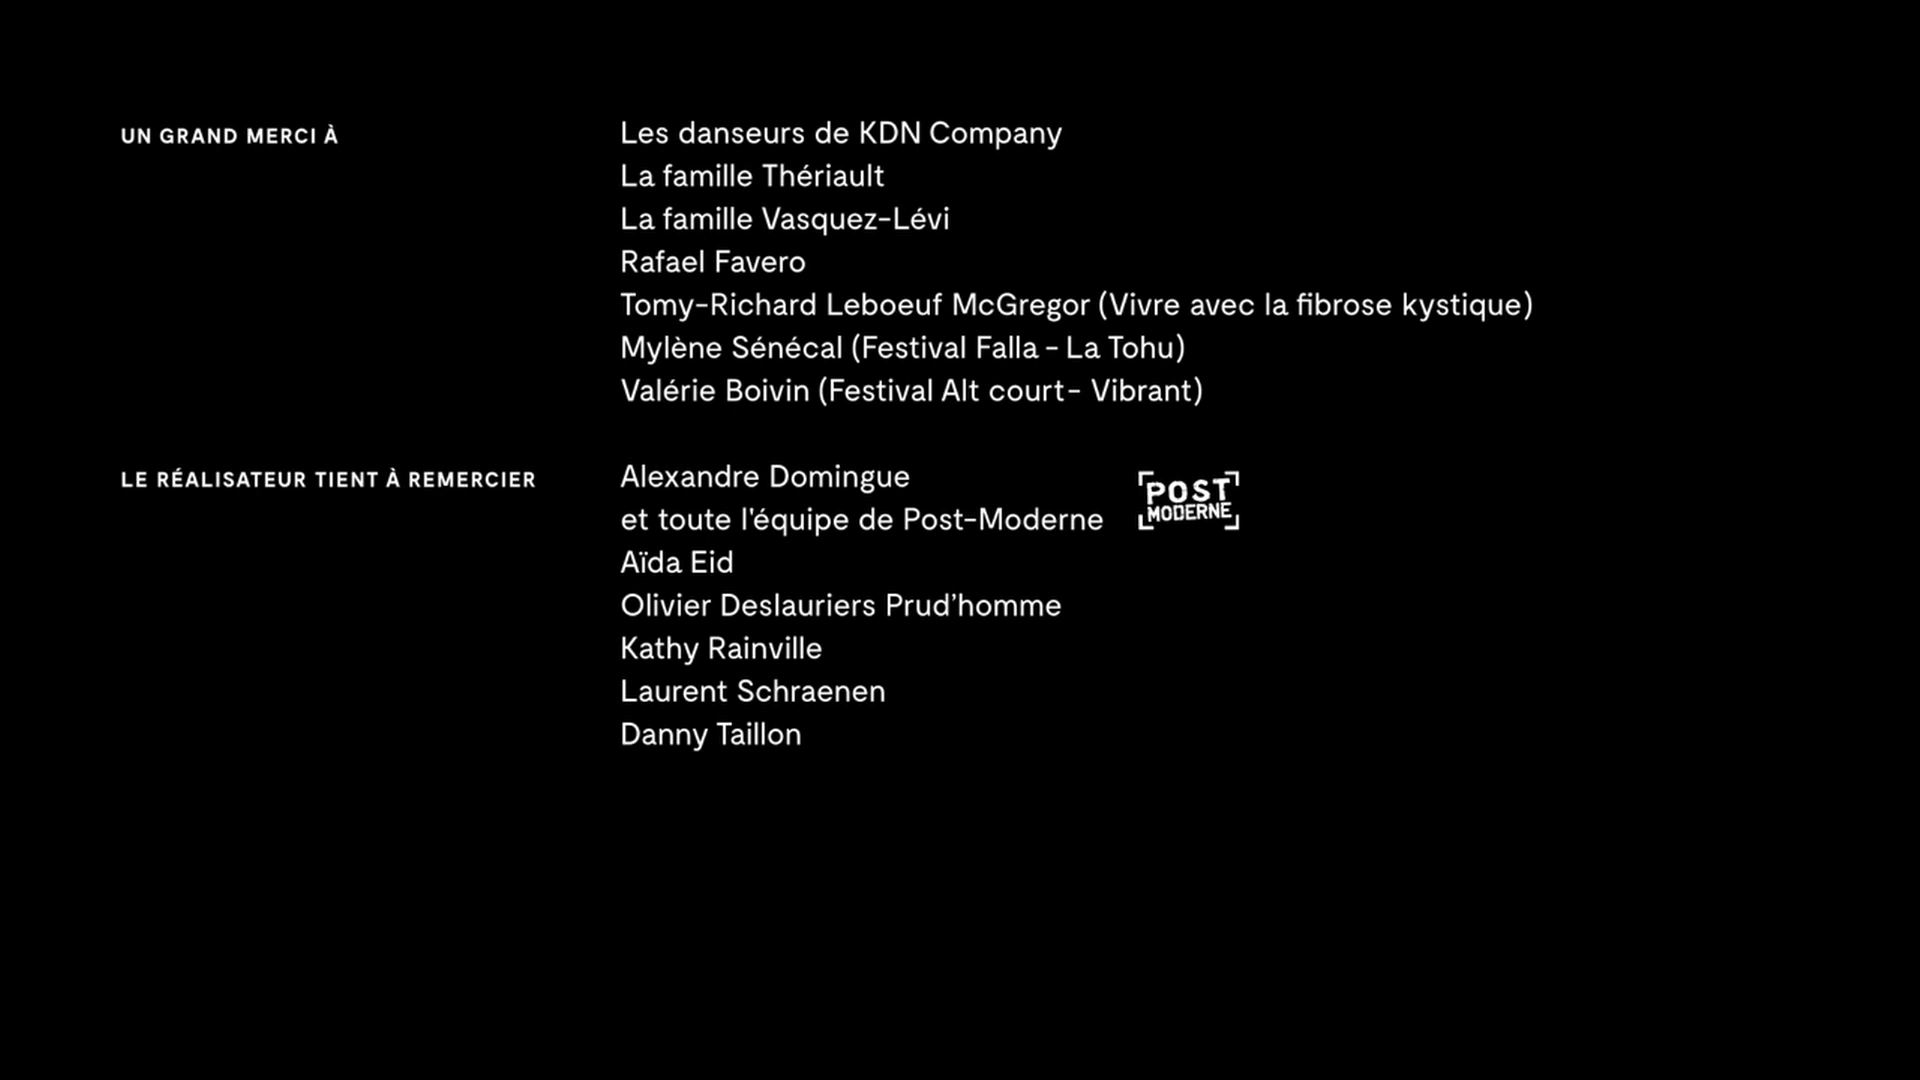 UN GRAND MERCI À
Les danseurs de KDN Company
La famille Thériault
La famille Vasquez-Lévi
Rafael Favero
Tomy-Richard Leboeuf McGregor (Vivre avec la fibrose kystique)
Mylène Sénécal (Festival Falla - La Tohu)
Valérie Boivin (Festival Alt court- Vibrant)
LE RÉALISATEUR TIENT À REMERCIER
Alexandre Domingue
et toute l'équipe de Post-Moderne
POST
MODERNE
Aïda Eid
Olivier Deslauriers Prud’homme
Kathy Rainville
Laurent Schraenen
Danny Taillon